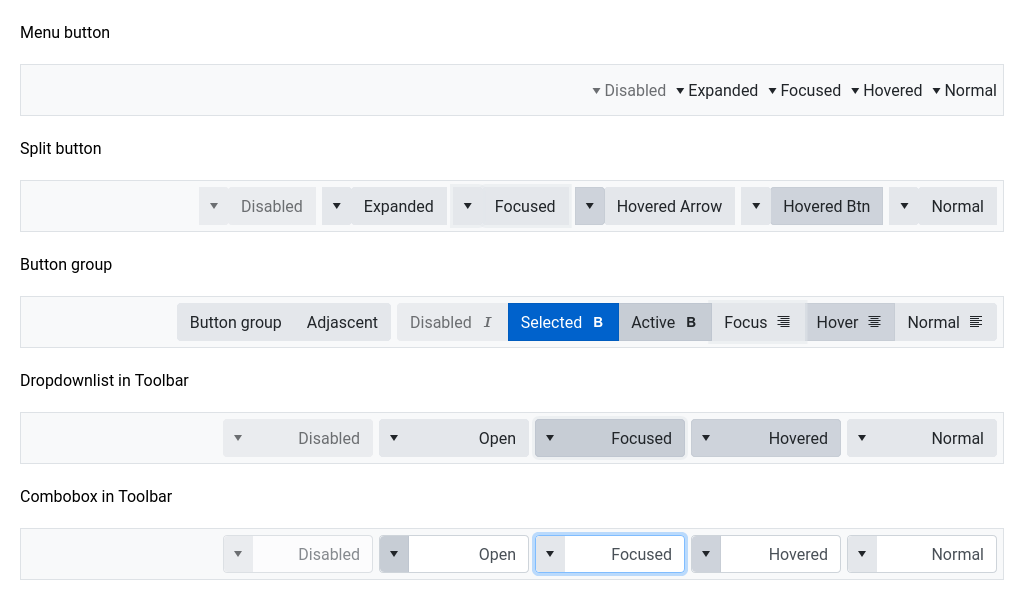 Menu button
Disabled Expanded Focused Hovered Normal
Split button
Disabled Expanded Focused Hovered Arrow Hovered Btn Normal
Button group
Button group Adjascent Disabled I Selected B Active B Focus Hover Normal
Dropdownlist in Toolbar
Disabled Open Focused Hovered Normal
Combobox in Toolbar
Disabled Open Focused Hovered Normal